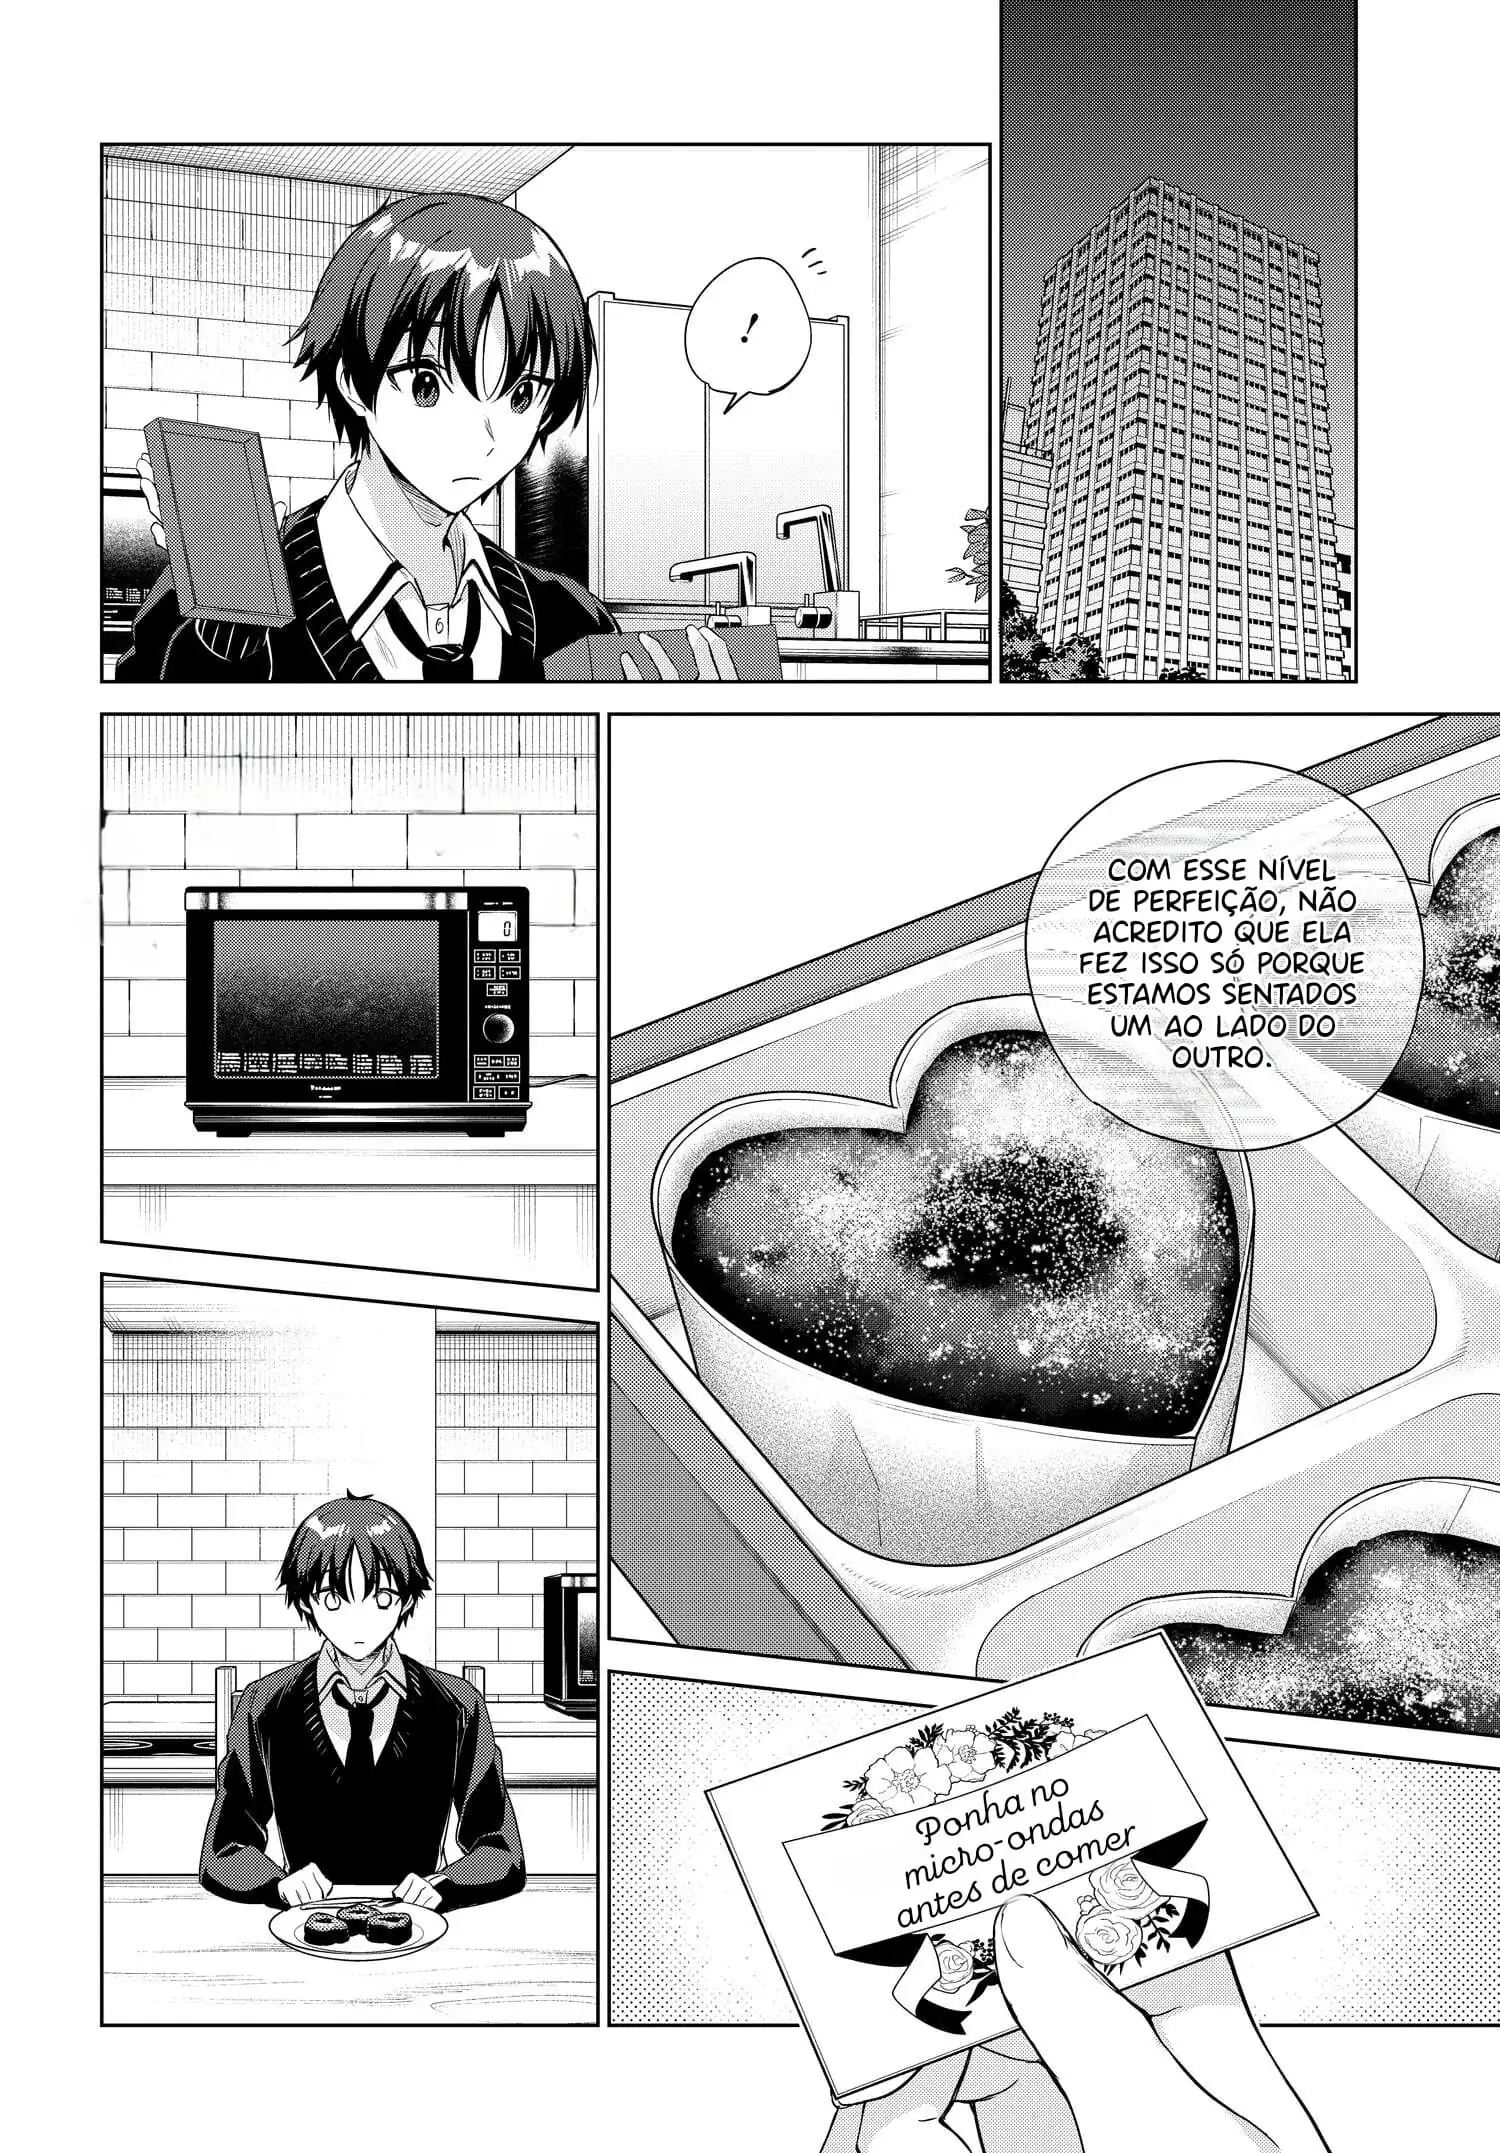 !
COM ESSE NÍVEL
DE PERFEIÇÃO, NÃO
ACREDITO QUE ELA
FEZ ISSO SÓ PORQUE
ESTAMOS SENTADOS
UM AO LADO DO
OUTRO.
0
Ponha no
micro-ondas
antes de comer